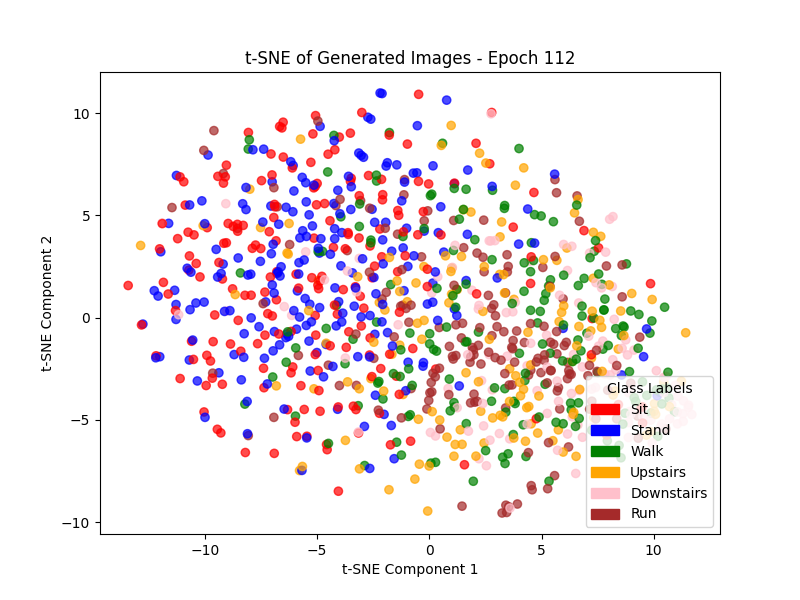 t-SNE of Generated Images - Epoch 112
t-SNE Component 2
10
5
0
−5
−10
−10
−5
0
5
10
t-SNE Component 1
Class Labels
Sit
Stand
Walk
Upstairs
Downstairs
Run